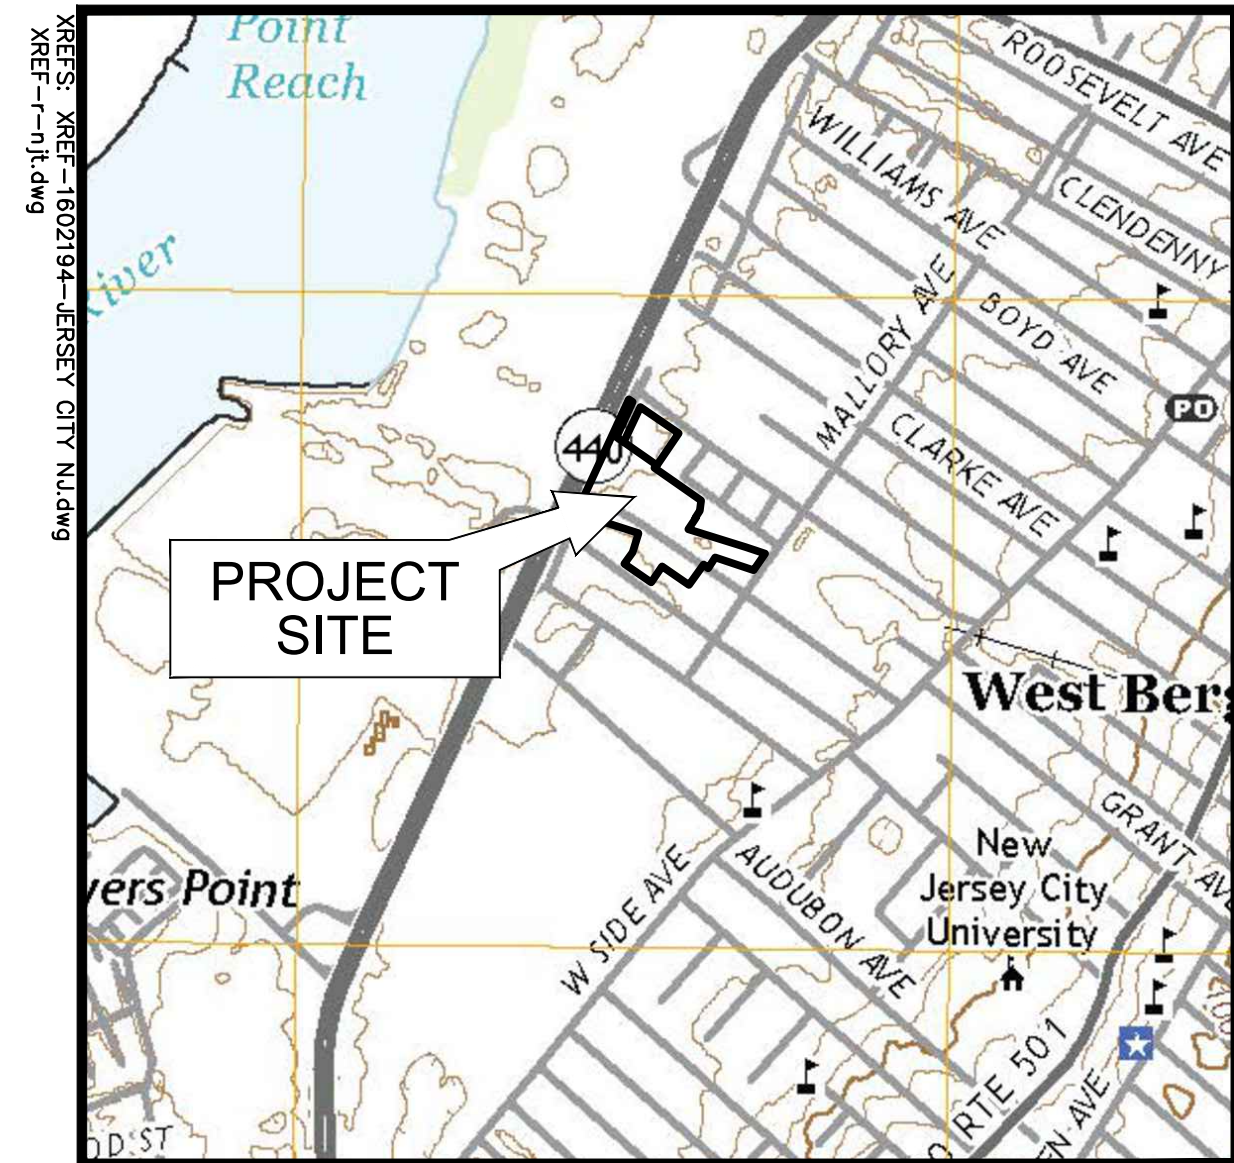 XREFS: XREF-1602194-JERSEY CITY NJ.dwg
XREF-r-njt.dwg
Point
Reach
River
ROOSEVELT AVE
WILLIAMS AVE
CLENDENNY
MALLORY AVE
BOYD AVE
PO
CLARKE AVE
440
PROJECT
SITE
West Ber
GRANT AVE
New
Jersey City
University
yers Point
W SIDE AVE
AUDUBON AVE
O RTE 501
EN AVE
OD ST